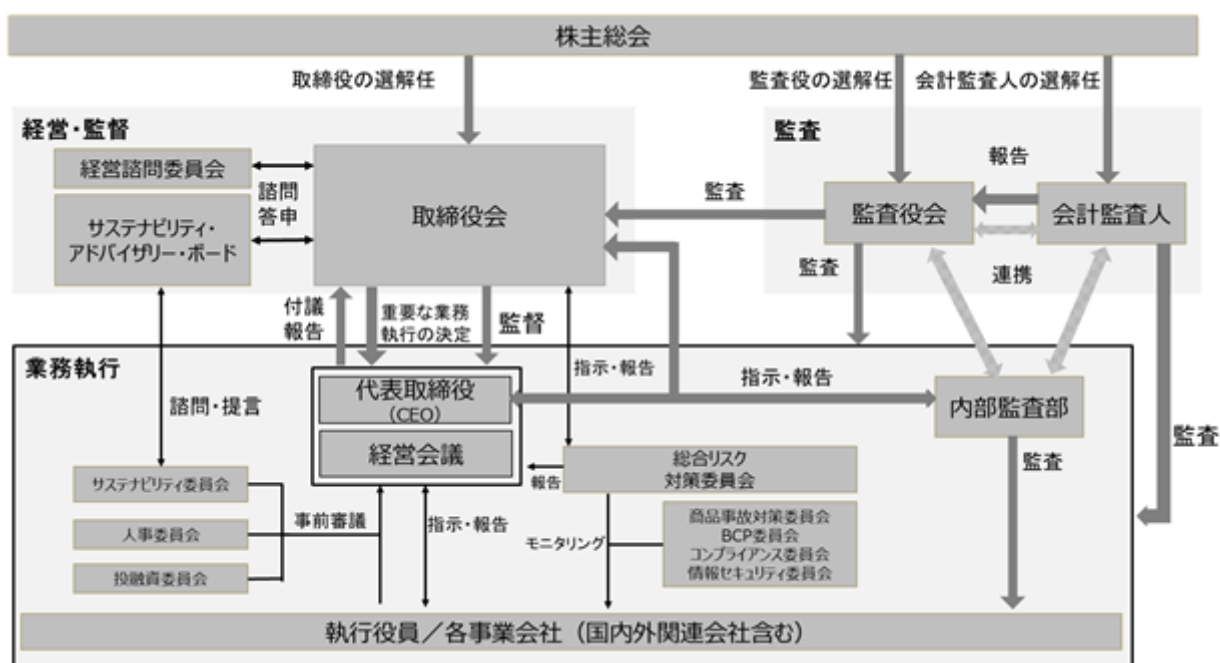 株主総会
取締役の選解任
監査役の選解任
会計監査人の選解任
経営・監督
監査
経営諮問委員会
サステナビリティ・
アドバイザリー・ボード
諮問
答申
取締役会
監査
監査役会
報告
会計監査人
監査
連携
付議
報告
重要な業務
執行の決定
監督
業務執行
諮問・提言
代表取締役
(CEO)
経営会議
指示・報告
指示・報告
内部監査部
監査
監査
サステナビリティ委員会
人事委員会
投融資委員会
事前審議
指示・報告
報告
総合リスク
対策委員会
モニタリング
商品事故対策委員会
BCP委員会
コンプライアンス委員会
情報セキュリティ委員会
執行役員／各事業会社（国内外関連会社含む）